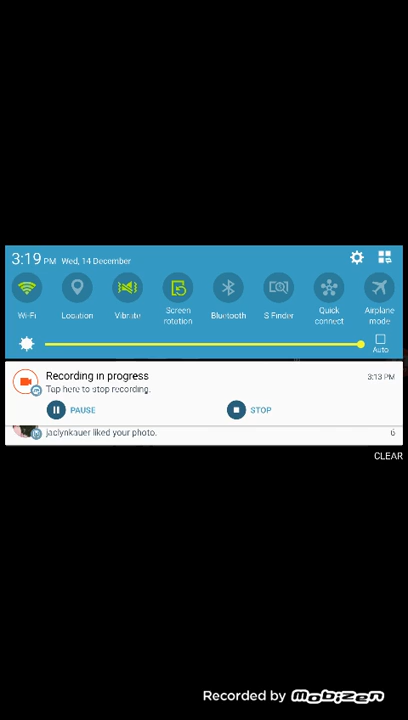 3:19 PM Wed, 14 December
Wi-Fi Location Vibrate Screen rotation Bluetooth S Finder Quick connect Airplane mode
Auto
Recording in progress 3:13 PM
Tap here to stop recording.
PAUSE STOP
jaclynkauer liked your photo. 6
CLEAR
Recorded by Mobizen